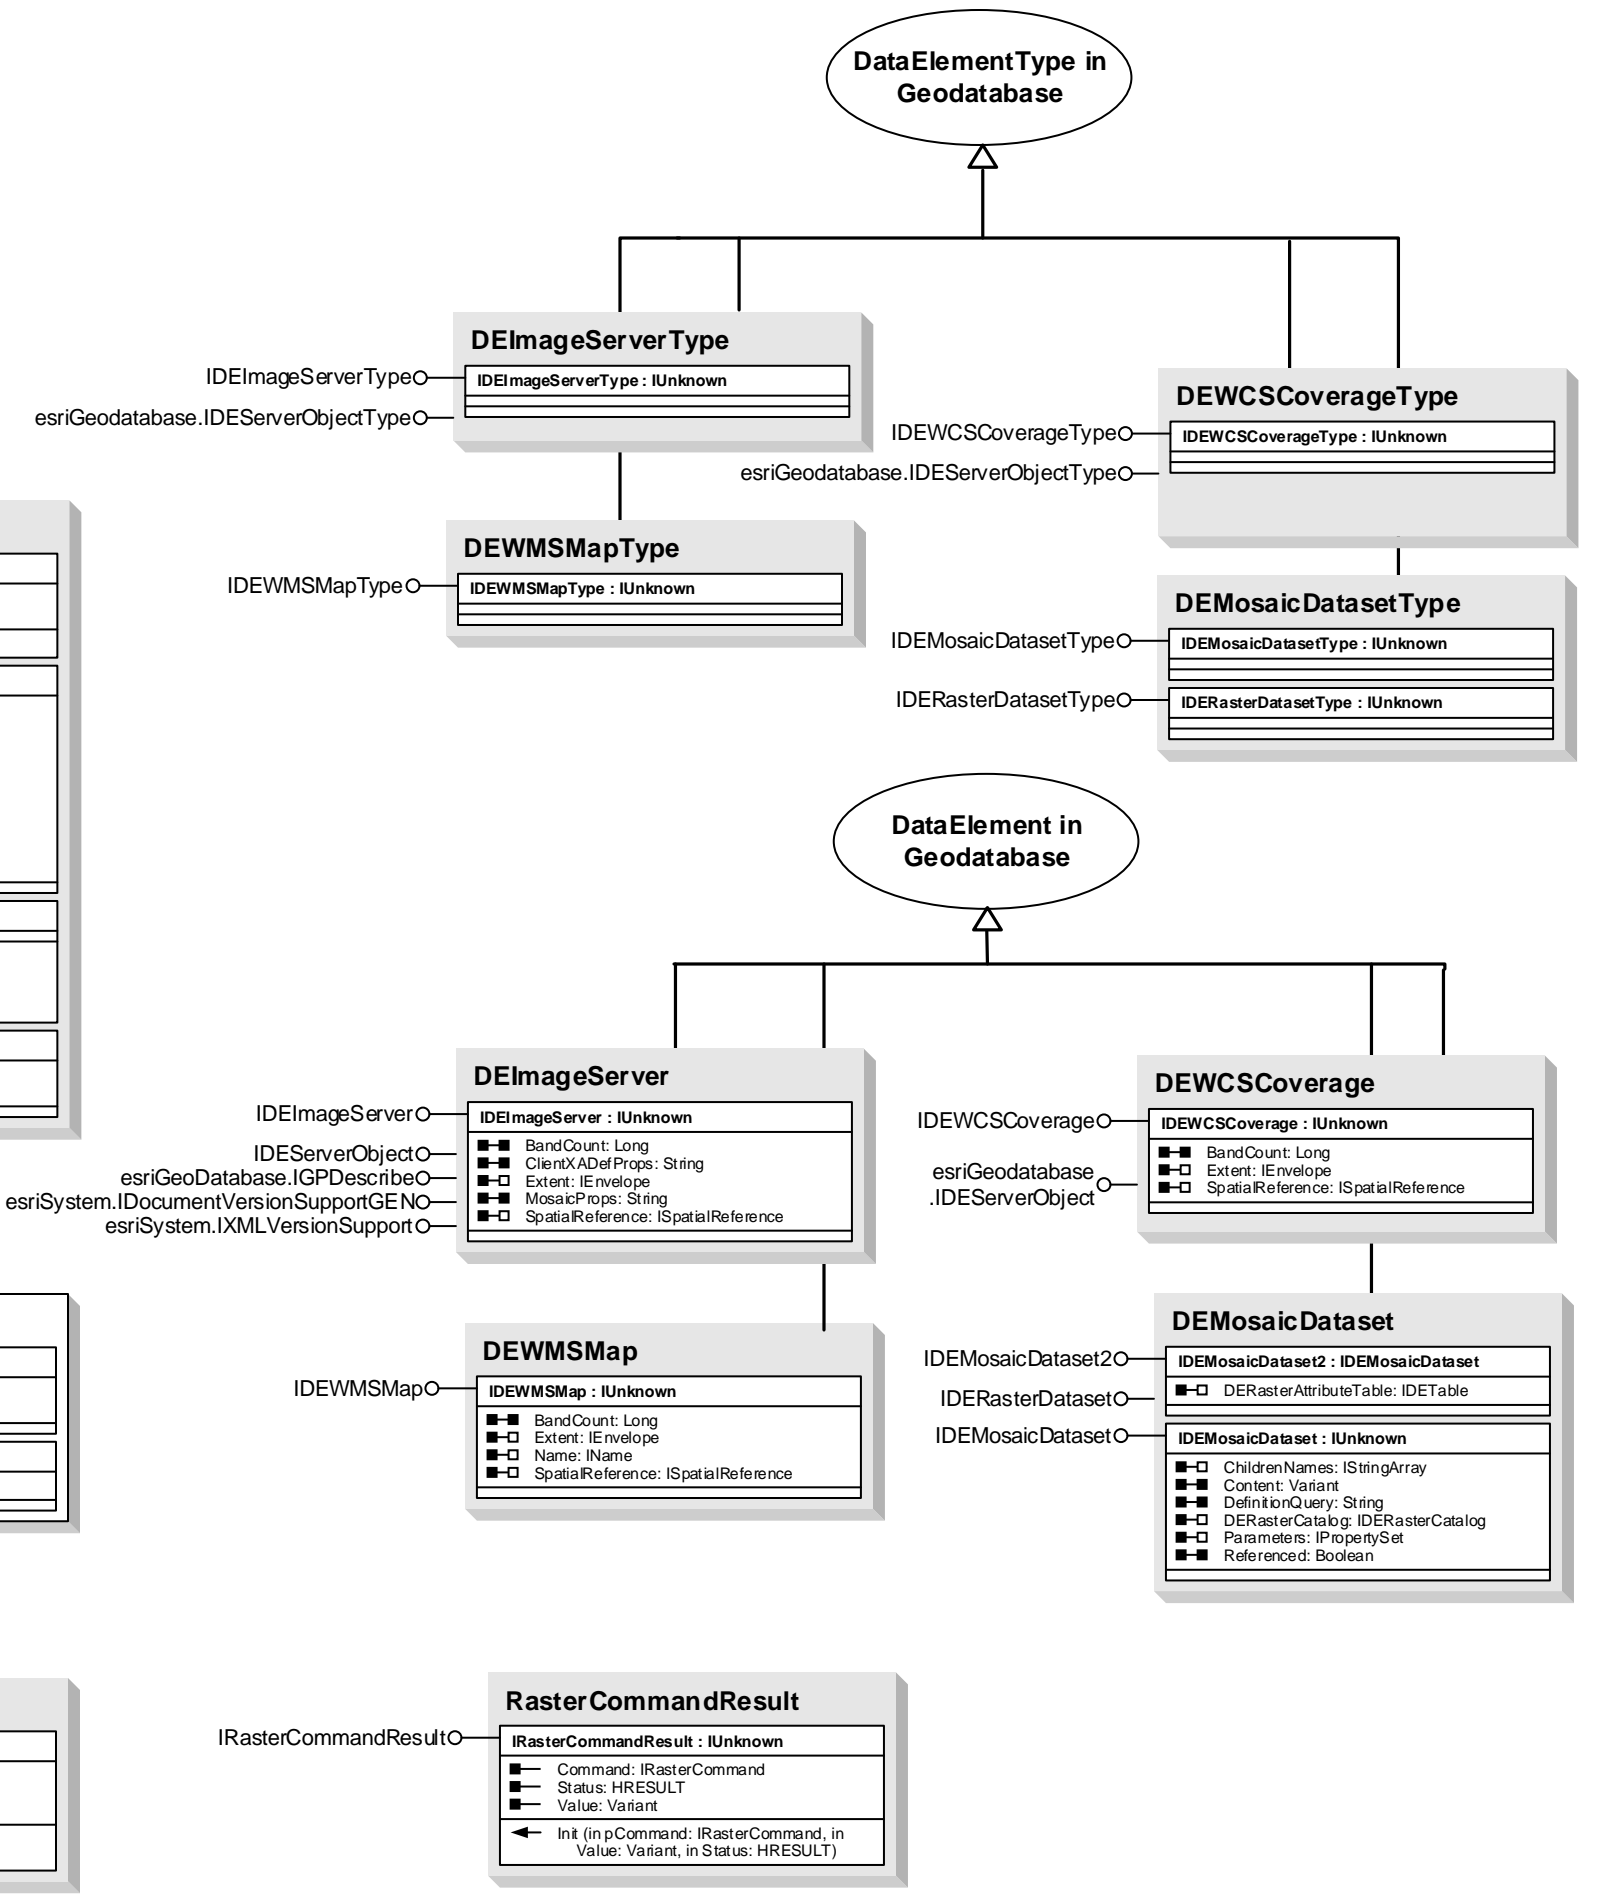 DataElementType in
Geodatabase
DEImageServerType
IDEImageServerType
IDEImageServerType : IUnknown
esriGeodatabase.IDEServerObjectType
DEWCSCoverageType
IDEWCSCoverageType
IDEWCSCoverageType : IUnknown
esriGeodatabase.IDEServerObjectType
DEWMSMapType
IDEWMSMapType
IDEWMSMapType : IUnknown
DEMosaicDatasetType
IDEMosaicDatasetType
IDEMosaicDatasetType : IUnknown
IDERasterDatasetType
IDERasterDatasetType : IUnknown
DataElement in
Geodatabase
DEImageServer
IDEImageServer
IDEImageServer : IUnknown
IDEServerObject
esriGeoDatabase.IGPDescribe
esriSystem.IDocumentVersionSupportGEN
esriSystem.IXMLVersionSupport
BandCount: Long
ClientXADefProps: String
Extent: IEnvelope
MosaicProps: String
SpatialReference: ISpatialReference
DEWCSCoverage
IDEWCSCoverage
IDEWCSCoverage : IUnknown
esriGeodatabase
.IDEServerObject
BandCount: Long
Extent: IEnvelope
SpatialReference: ISpatialReference
DEWMSMap
IDEWMSMap
IDEWMSMap : IUnknown
BandCount: Long
Extent: IEnvelope
Name: IName
SpatialReference: ISpatialReference
DEMosaicDataset
IDEMosaicDataset2
IDEMosaicDataset2 : IDEMosaicDataset
IDERasterDataset
DERasterAttributeTable: IDETable
IDEMosaicDataset
IDEMosaicDataset : IUnknown
ChildrenNames: IStringArray
Content: Variant
DefinitionQuery: String
DERasterCatalog: IDERasterCatalog
Parameters: IPropertySet
Referenced: Boolean
RasterCommandResult
IRasterCommandResult
IRasterCommandResult : IUnknown
Command: IRasterCommand
Status: HRESULT
Value: Variant
Init (in pCommand: IRasterCommand, in
Value: Variant, in Status: HRESULT)